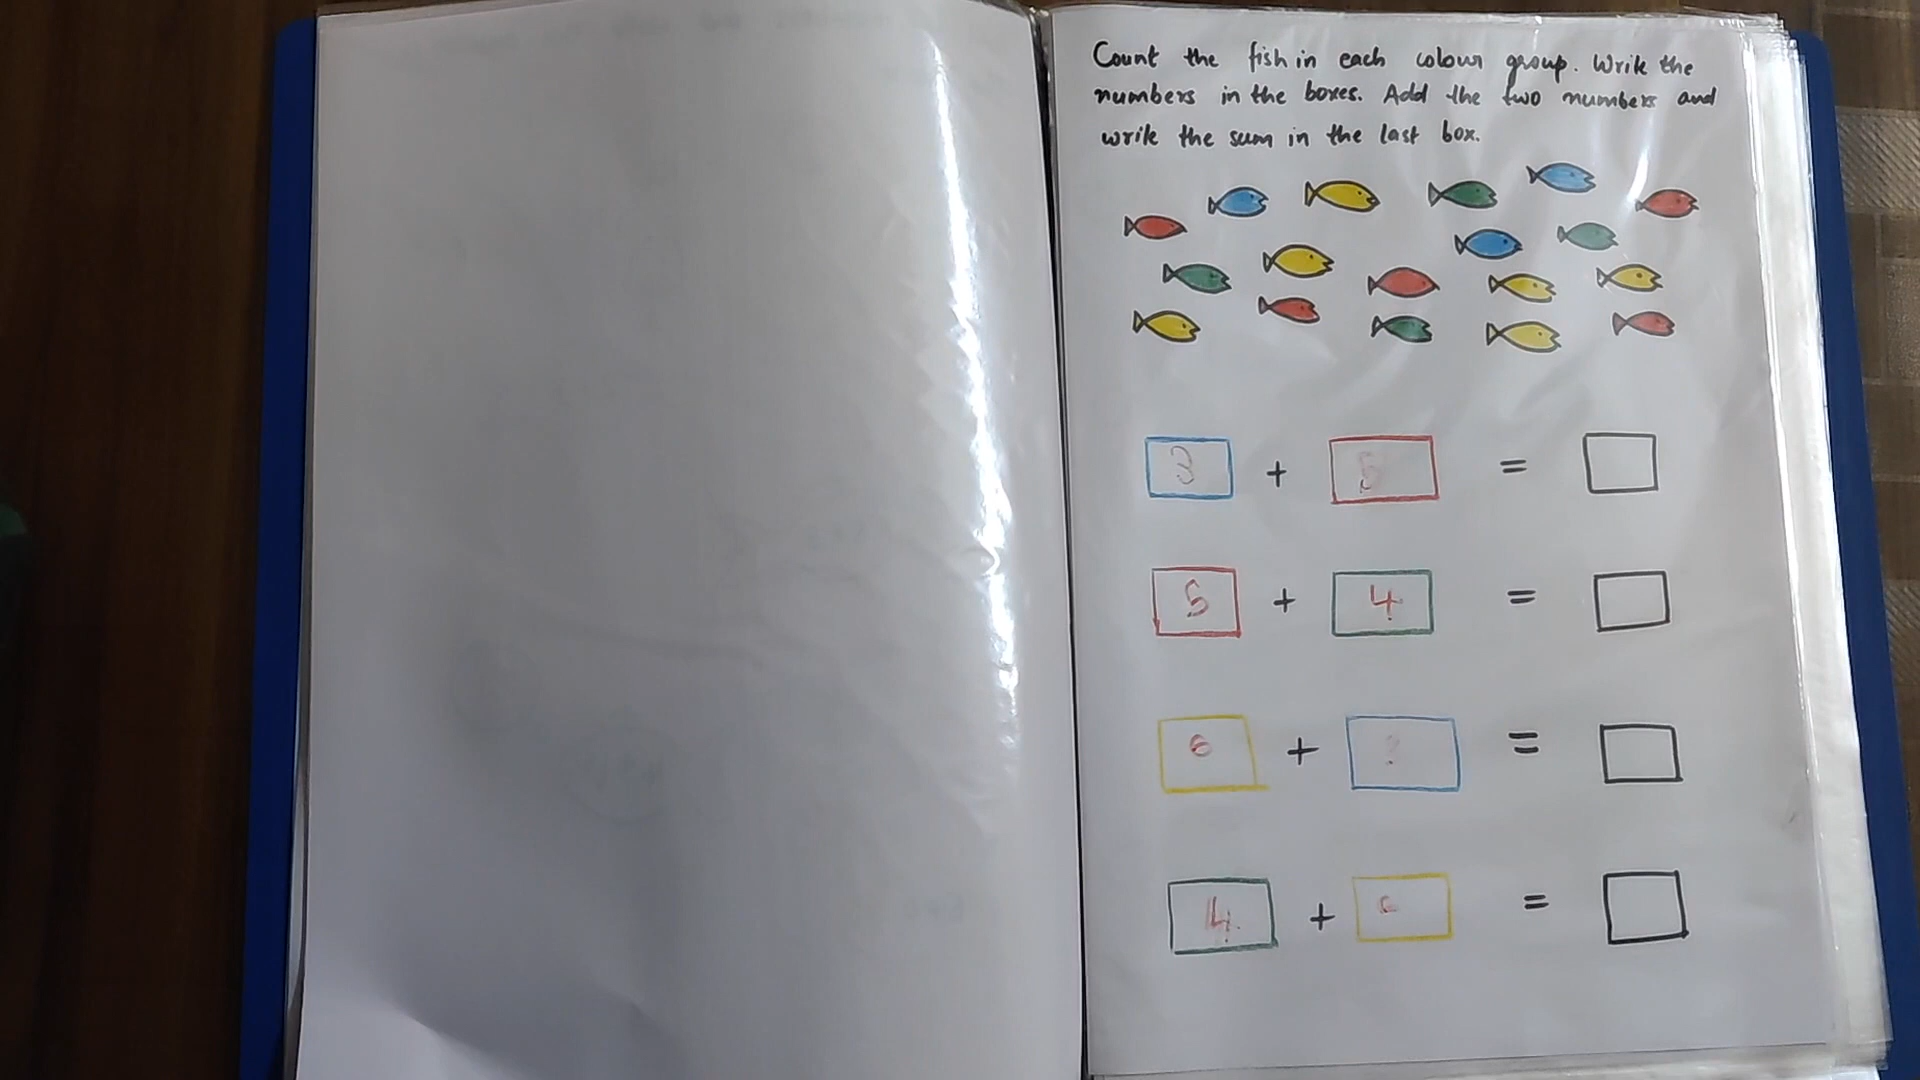 Count the fish in each colour group. Write the
numbers in the boxes. Add the two numbers and
write the sum in the last box.
3 + 5 =
5 + 4 =
6 + =
4 + =